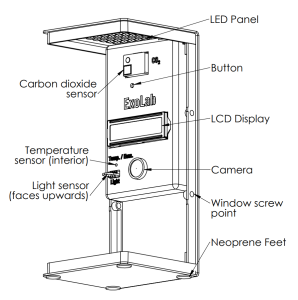 LED Panel
Carbon dioxide
sensor
CO₂
Button
ExoLab
LCD Display
Temperature
sensor (interior)
Temp. / Hum.
Camera
Light sensor
(faces upwards)
Light
Window screw
point
Neoprene Feet